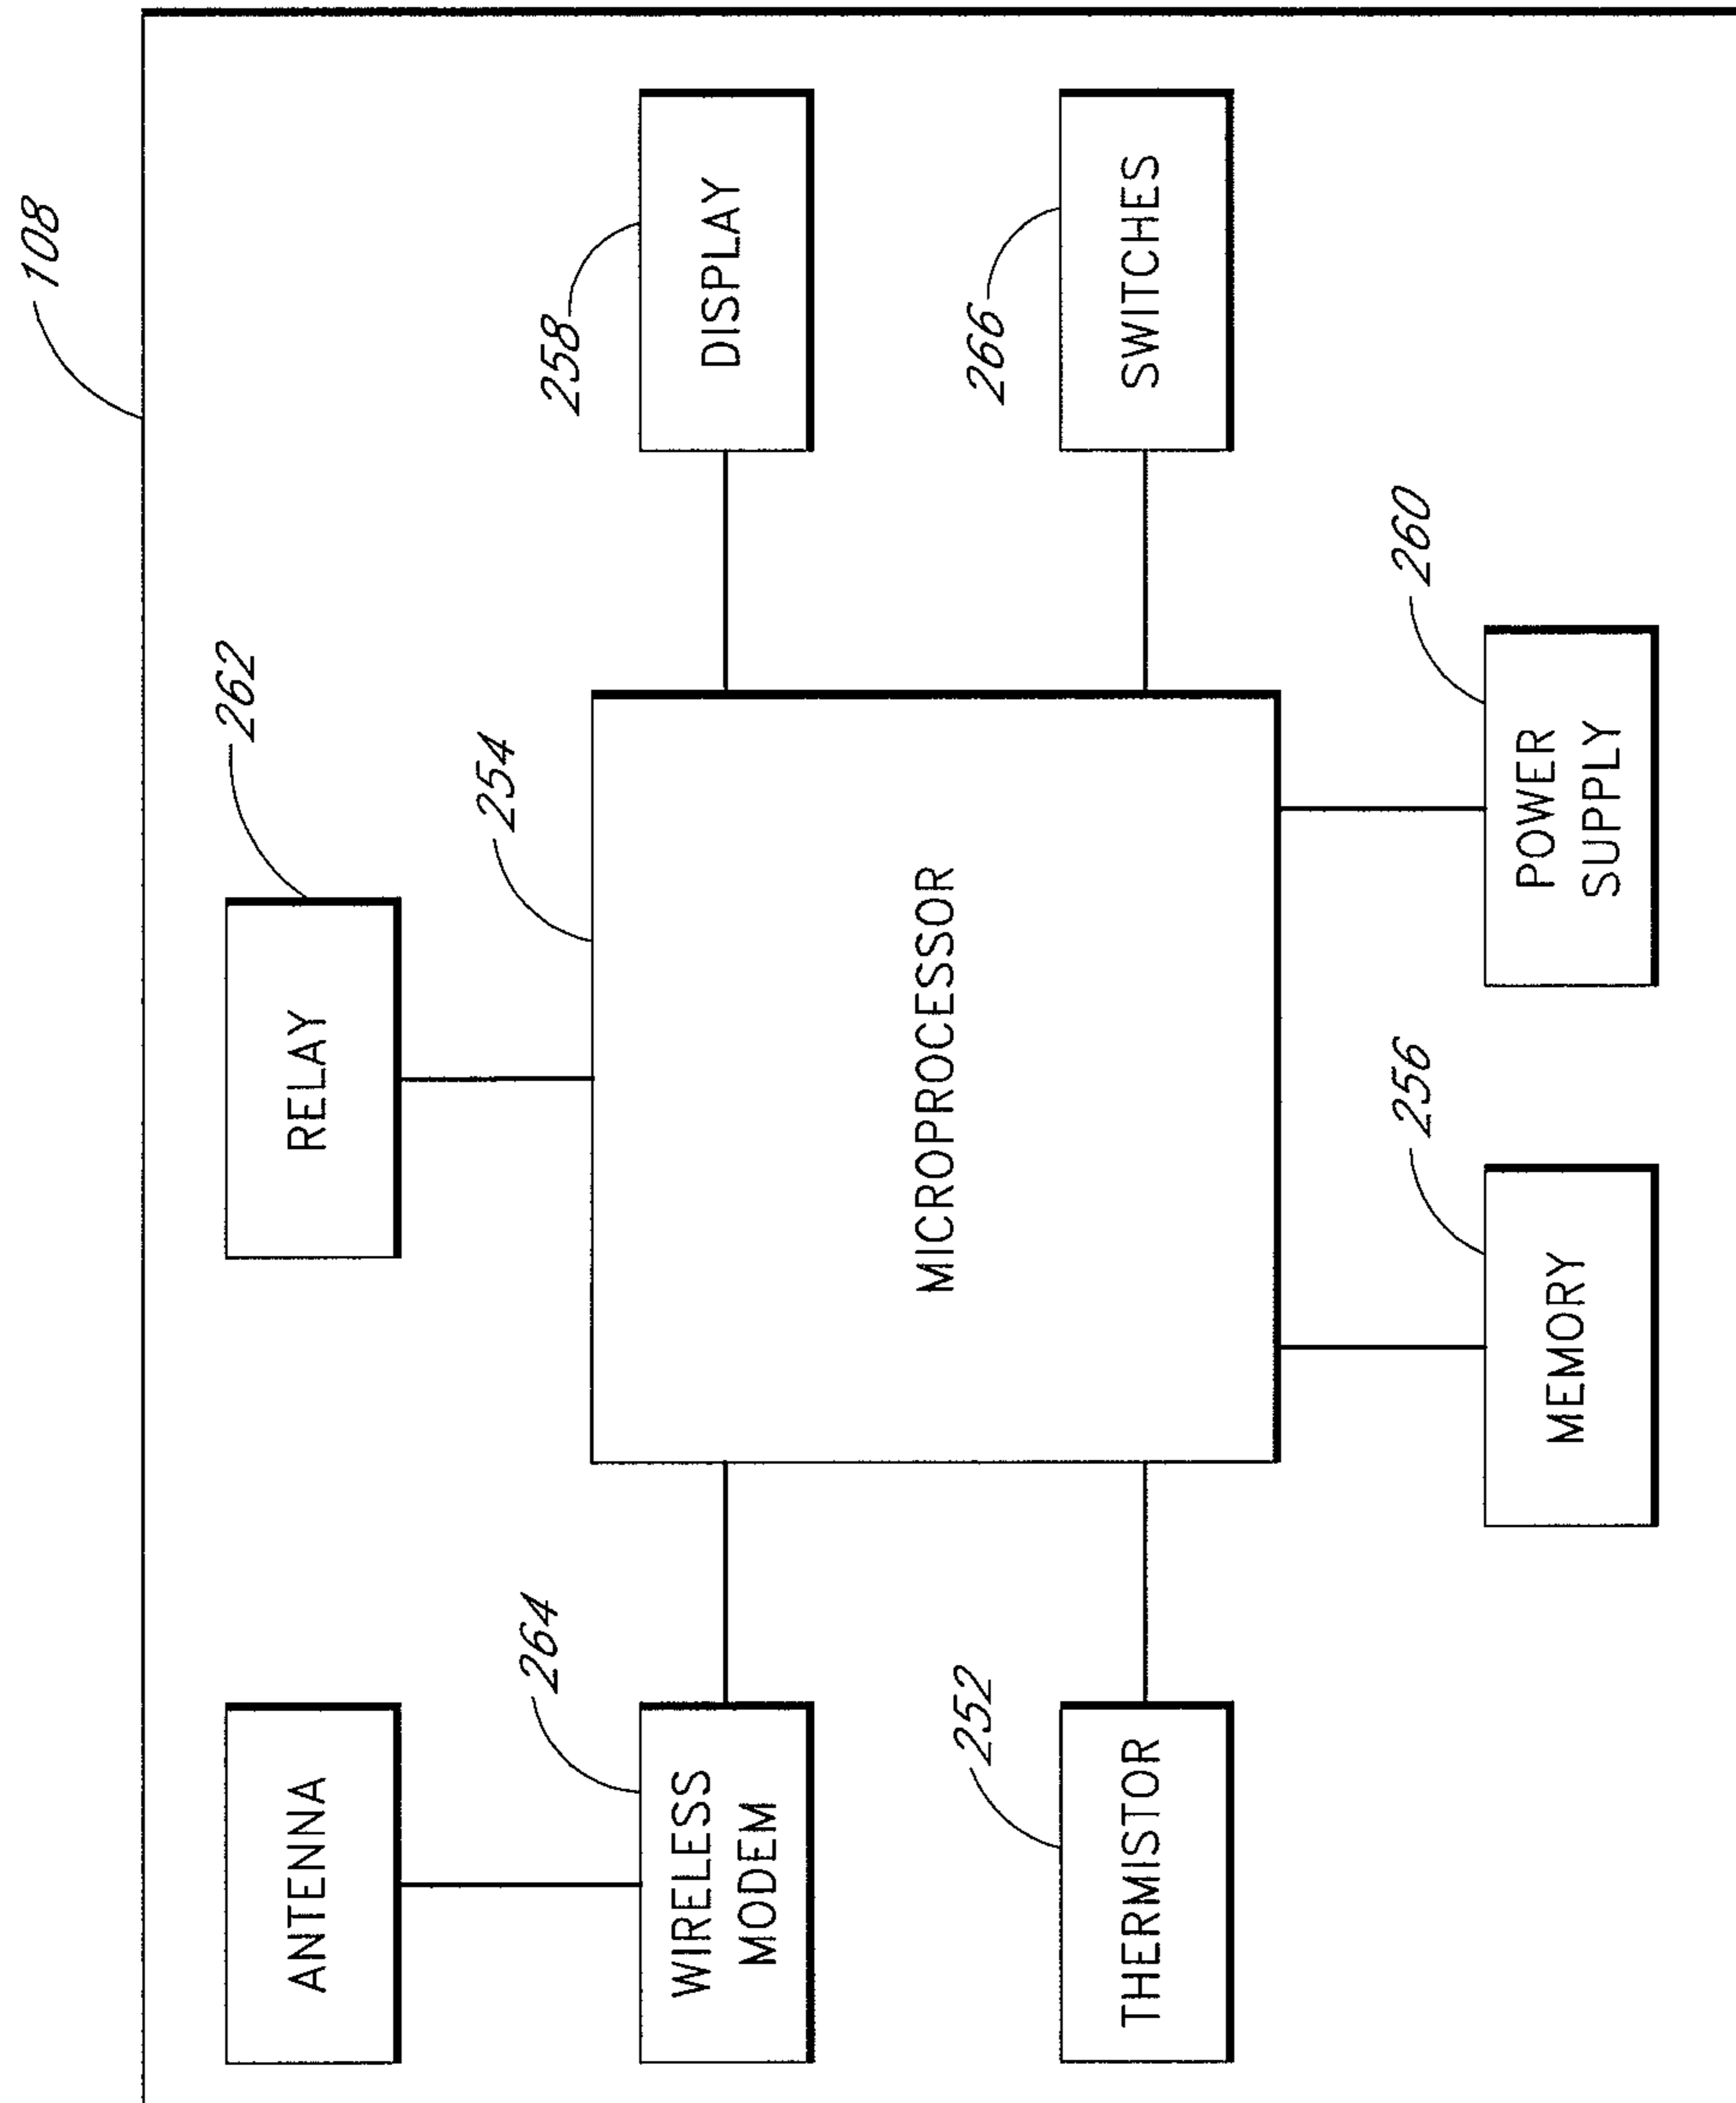 108
262
RELAY
ANTENNA
254
264
WIRELESS
MODEM
258
DISPLAY
MICROPROCESSOR
252
THERMISTOR
266
SWITCHES
256
MEMORY
260
POWER
SUPPLY